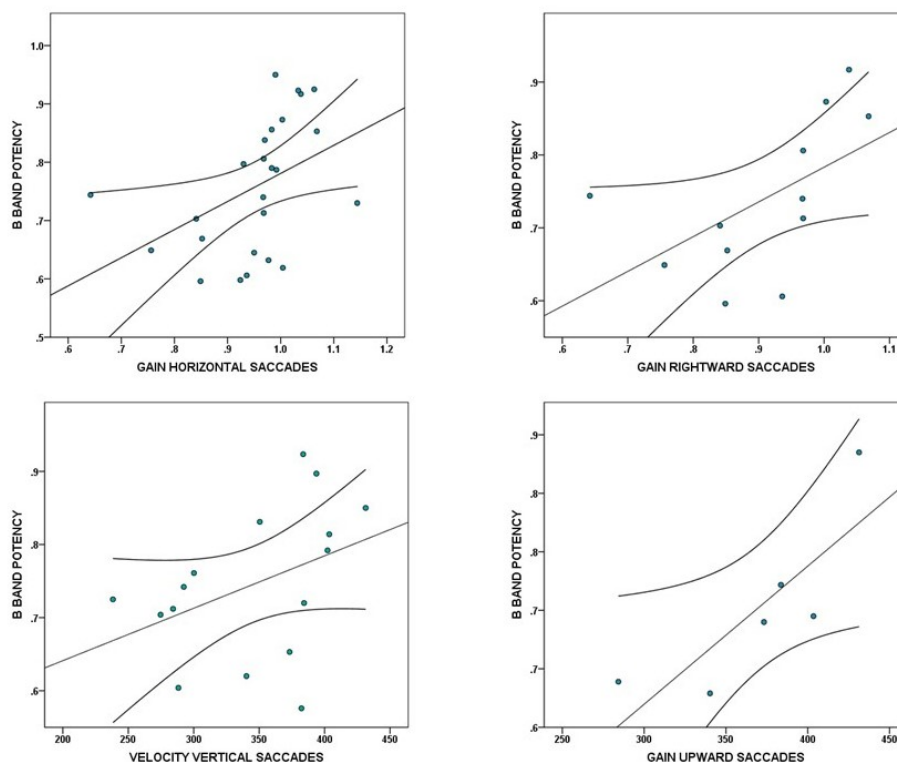 B BAND POTENCY
1.0
.9
.8
.7
.6
.5
.6 .7 .8 .9 1.0 1.1 1.2
GAIN HORIZONTAL SACCADES
B BAND POTENCY
.9
.8
.7
.6
.6 .7 .8 .9 1.0 1.1
GAIN RIGHTWARD SACCADES
B BAND POTENCY
.9
.8
.7
.6
200 250 300 350 400 450
VELOCITY VERTICAL SACCADES
B BAND POTENCY
.9
.8
.8
.7
.7
.6
250 300 350 400 450
GAIN UPWARD SACCADES